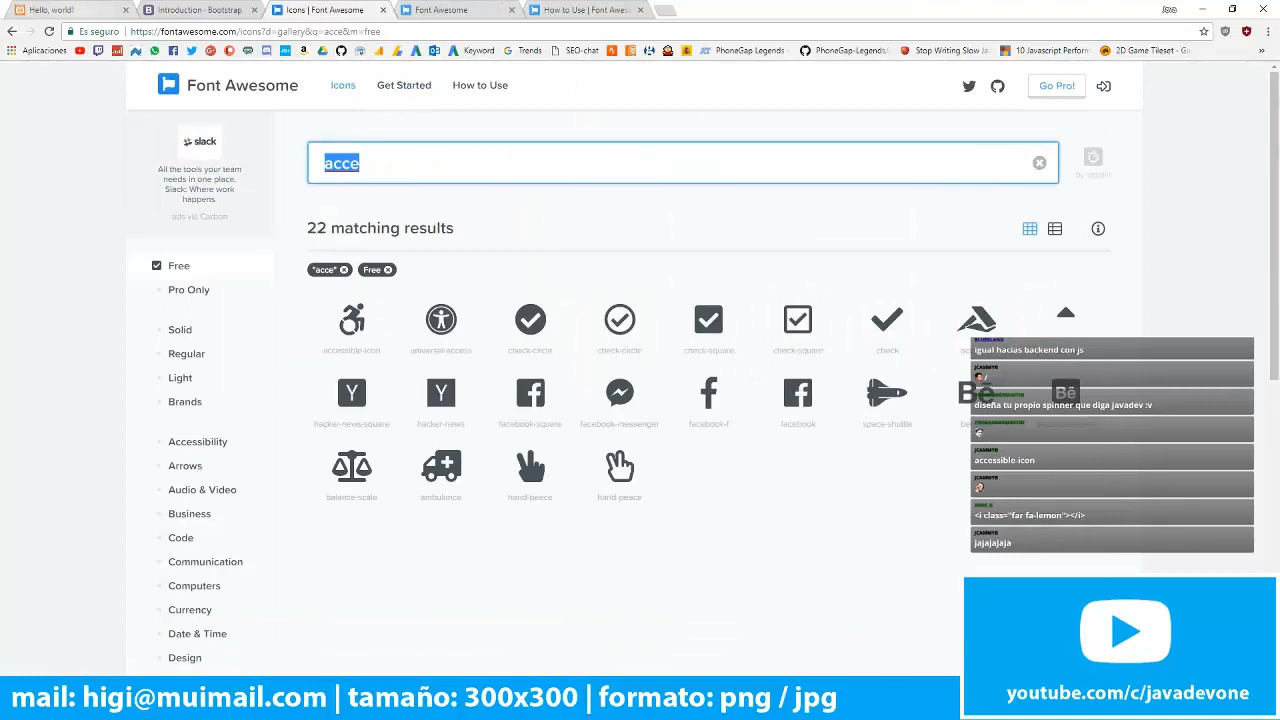 Hello, world!
Introduction - Bootstrap
Icons | Font Awesome
Font Awesome
How to Use | Font Awes
Es seguro
https://fontawesome.com/icons?d=gallery&q=acce&m=free
Aplicaciones
Keyword
Trends
SEO-chat
PhoneGap Legends -
phonegap-Legends/
Stop Writing Slow Ja
10 Javascript Perform
2D Game Tileset - Ga
Font Awesome
Icons
Get Started
How to Use
Go Pro!
slack
All the tools your team
needs in one place.
Slack: Where work
happens.
ads via Carbon
acce
22 matching results
"acce"
Free
Free
Pro Only
Solid
Regular
Light
Brands
Accessibility
Arrows
Audio & Video
Business
Code
Communication
Computers
Currency
Date & Time
Design
accessible-icon
universal-access
check-circle
check-circle
check-square
check-square
check
hacker-news-square
hacker-news
facebook-square
facebook-messenger
facebook-f
facebook
space-shuttle
balance-scale
ambulance
hand-peace
hand-peace
igual hacias backend con js
JCAMMYB
/
diseña tu propio spinner que diga javadev :v
JCAMMYB
accessible-icon
JCAMMYB
<i class="far fa-lemon"></i>
JCAMMYB
jajajajaja
youtube.com/c/javadevone
mail: higi@muimail.com | tamaño: 300x300 | formato: png / jpg